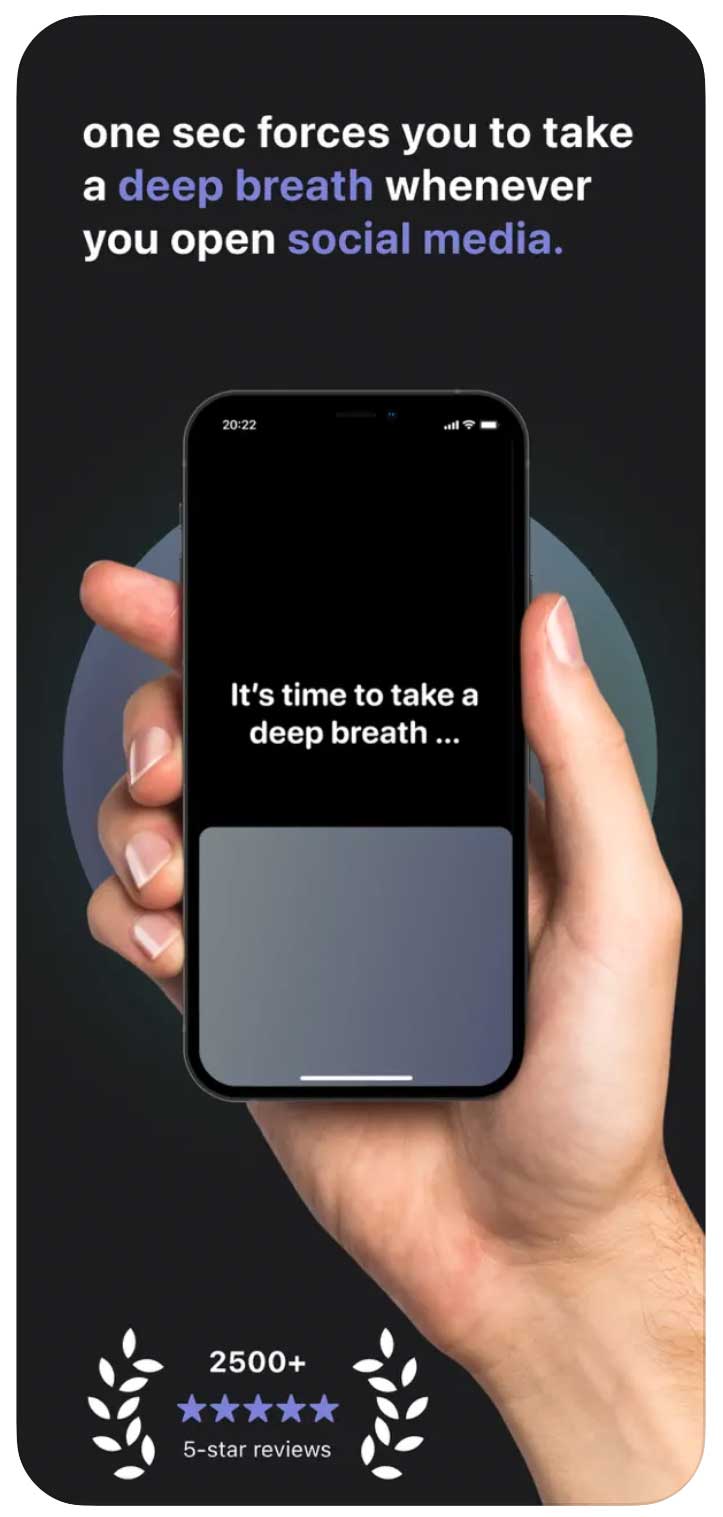 one sec forces you to take
a deep breath whenever
you open social media.
20:22
It's time to take a
deep breath ...
2500+
5-star reviews